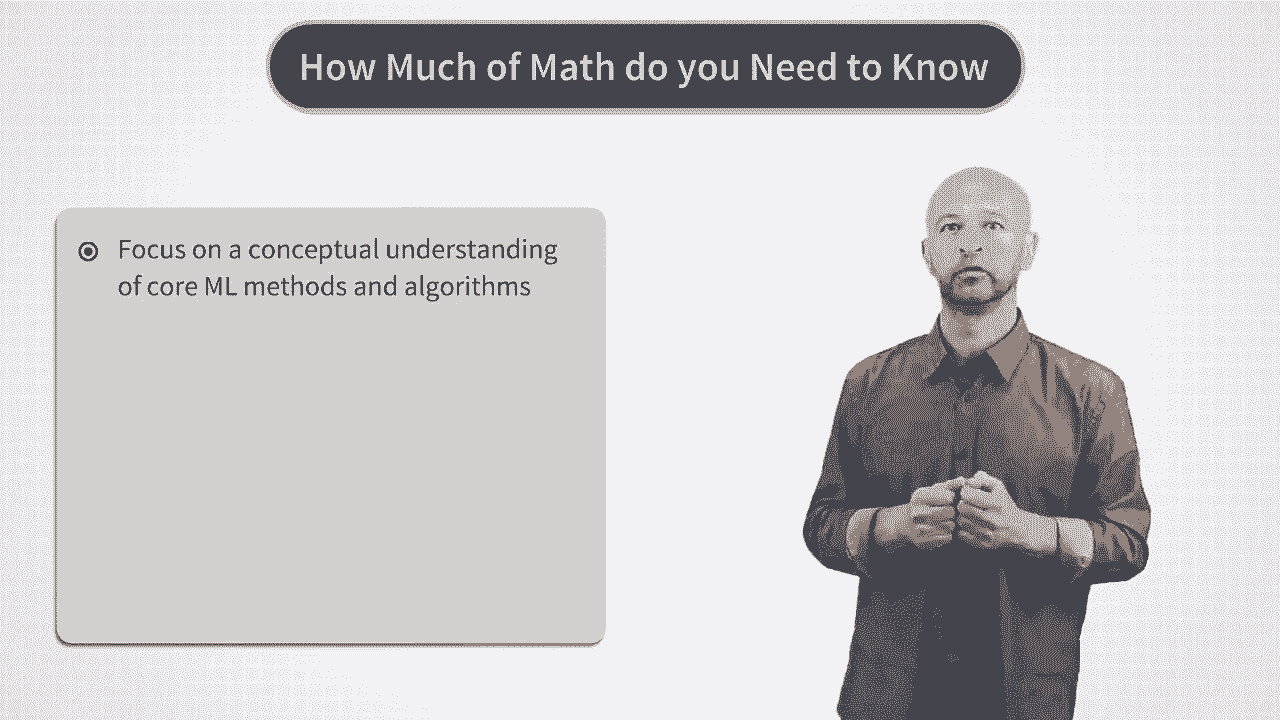 How Much of Math do you Need to Know
Focus on a conceptual understanding
of core ML methods and algorithms